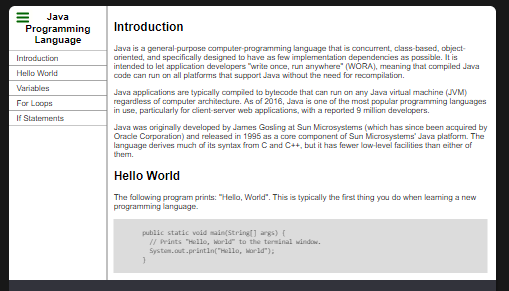 Java
Programming
Language
Introduction
Hello World
Variables
For Loops
If Statements
Introduction
Java is a general-purpose computer-programming language that is concurrent, class-based, object-
oriented, and specifically designed to have as few implementation dependencies as possible. It is
intended to let application developers "write once, run anywhere" (WORA), meaning that compiled Java
code can run on all platforms that support Java without the need for recompilation.
Java applications are typically compiled to bytecode that can run on any Java virtual machine (JVM)
regardless of computer architecture. As of 2016, Java is one of the most popular programming languages
in use, particularly for client-server web applications, with a reported 9 million developers.
Java was originally developed by James Gosling at Sun Microsystems (which has since been acquired by
Oracle Corporation) and released in 1995 as a core component of Sun Microsystems' Java platform. The
language derives much of its syntax from C and C++, but it has fewer low-level facilities than either of
them.
Hello World
The following program prints: "Hello, World". This is typically the first thing you do when learning a new
programming language.
public static void main(String[] args) {
// Prints "Hello, World" to the terminal window.
System.out.println("Hello, World");
}